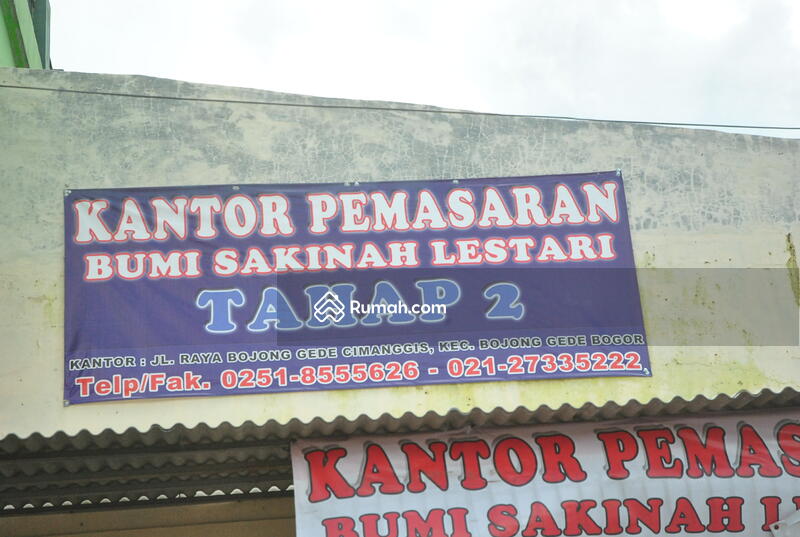 KANTOR PEMASARAN
BUMI SAKINAH LESTARI
TAHAP 2
Rumah.com
KANTOR : JL. RAYA BOJONG GEDE CIMANGGIS, KEC. BOJONG GEDE BOGOR
Telp/Fak. 0251-8555626 - 021-27335222
KANTOR PEMAS
BUMI SAKINAH